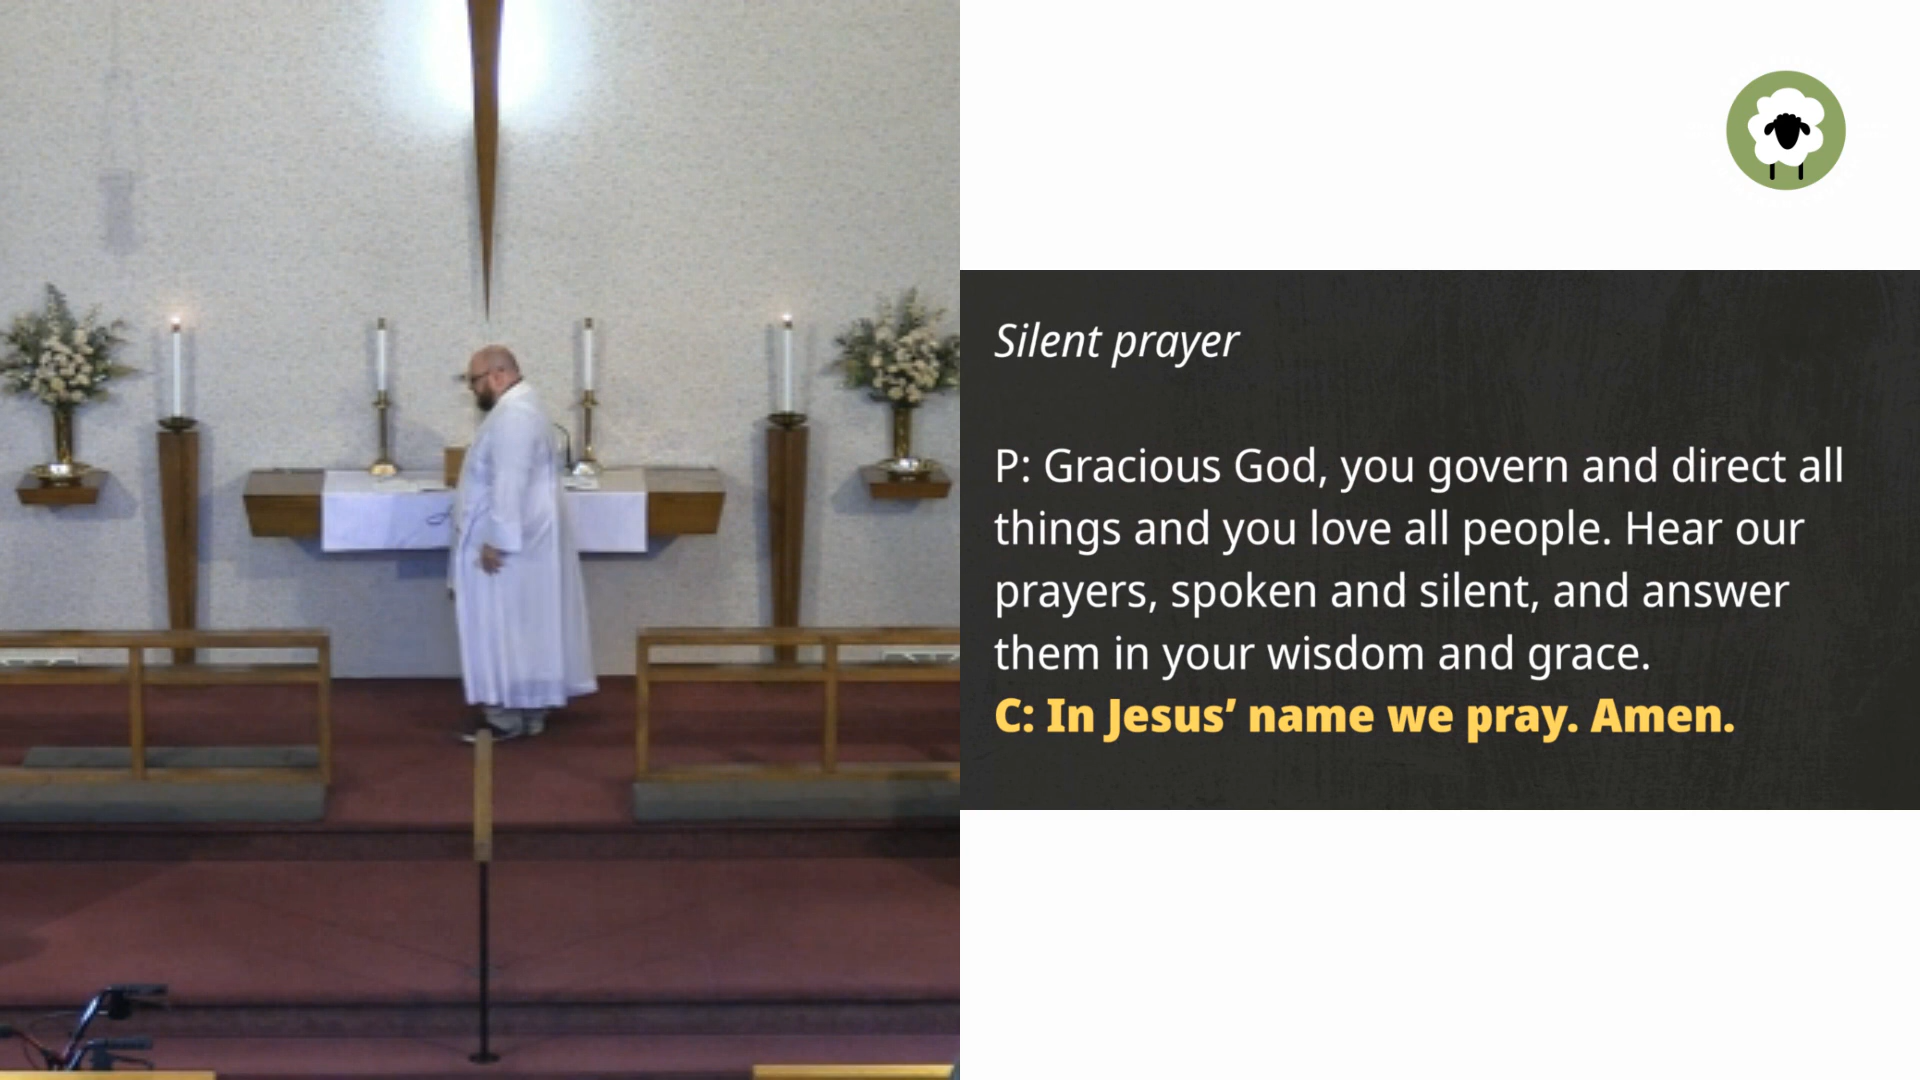 Silent prayer
P: Gracious God, you govern and direct all
things and you love all people. Hear our
prayers, spoken and silent, and answer
them in your wisdom and grace.
C: In Jesus’ name we pray. Amen.